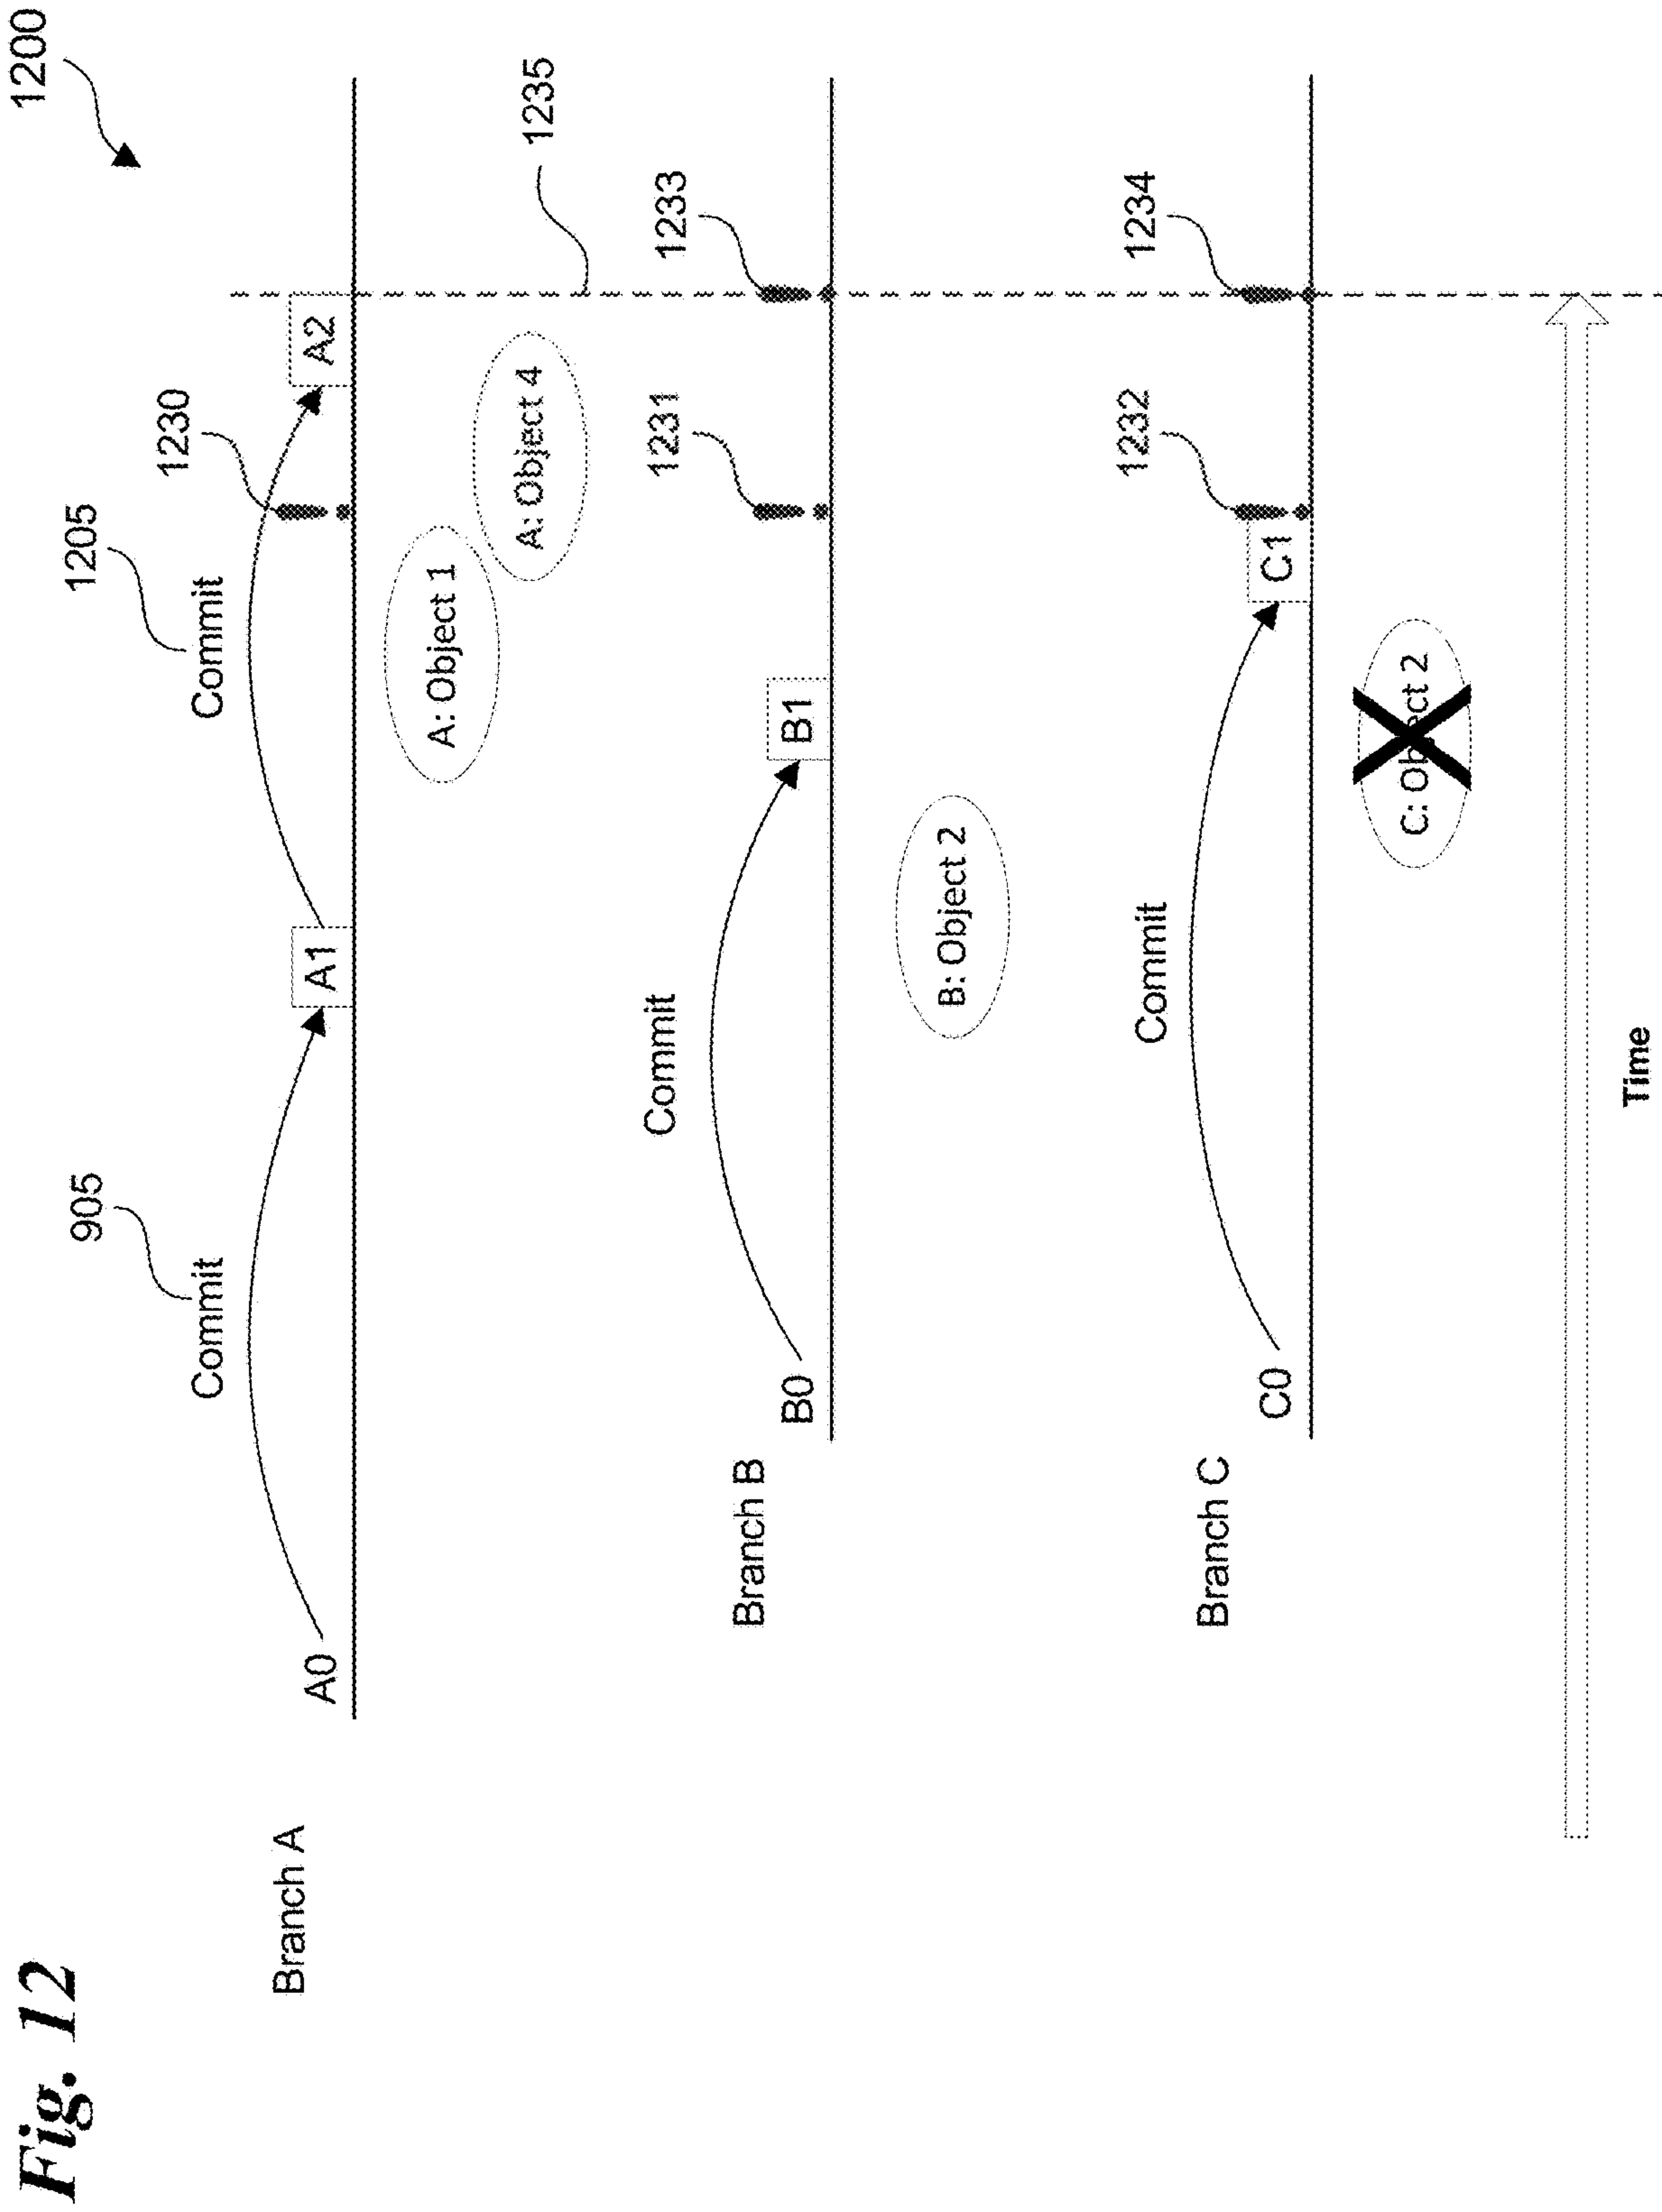 Fig. 12
1200
905
1205
1230
Commit
Commit
Branch A
A0
A1
A2
A: Object 1
A: Object 4
1235
1231
1233
Commit
Branch B
B0
B1
B: Object 2
1232
1234
Commit
Branch C
C0
C1
C: Object 2
Time